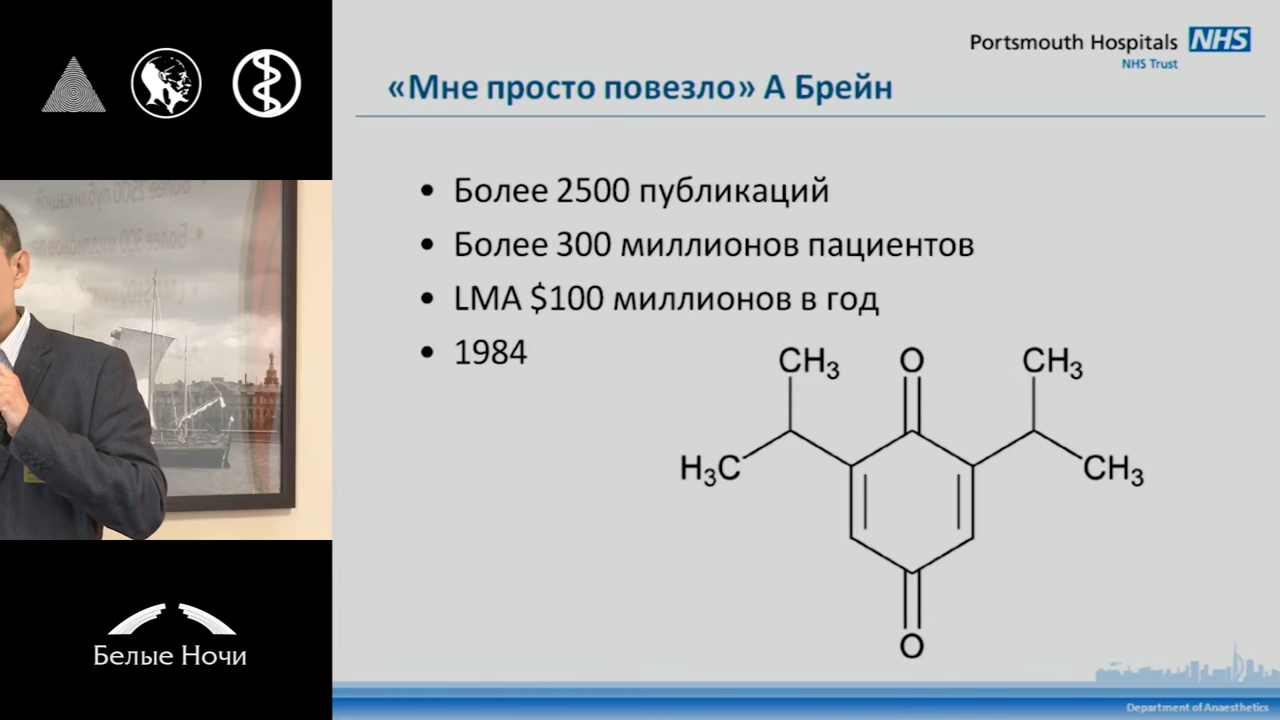 Portsmouth Hospitals NHS
NHS Trust
«Мне просто повезло» А Брейн
• Более 2500 публикаций
• Более 300 миллионов пациентов
• LMA $100 миллионов в год
• 1984
CH3 O CH3
H3C CH3
O
Белые Ночи
Department of Anaesthetics